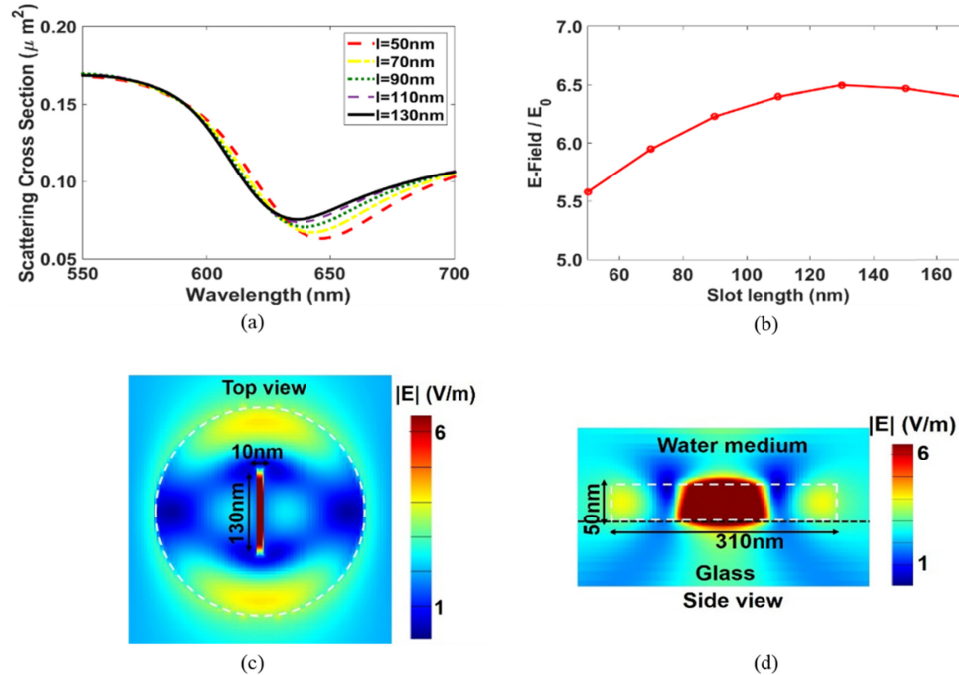 0.20
0.15
0.10
0.05
550
600
650
700
Scattering Cross Section (μ m²)
Wavelength (nm)
l=50nm
l=70nm
l=90nm
l=110nm
l=130nm
(a)
7.0
6.5
6.0
5.5
5.0
60
80
100
120
140
160
E-Field / E₀
Slot length (nm)
(b)
Top view
10nm
130nm
|E| (V/m)
6
1
(c)
Water medium
50nm
310nm
Glass
Side view
|E| (V/m)
6
1
(d)